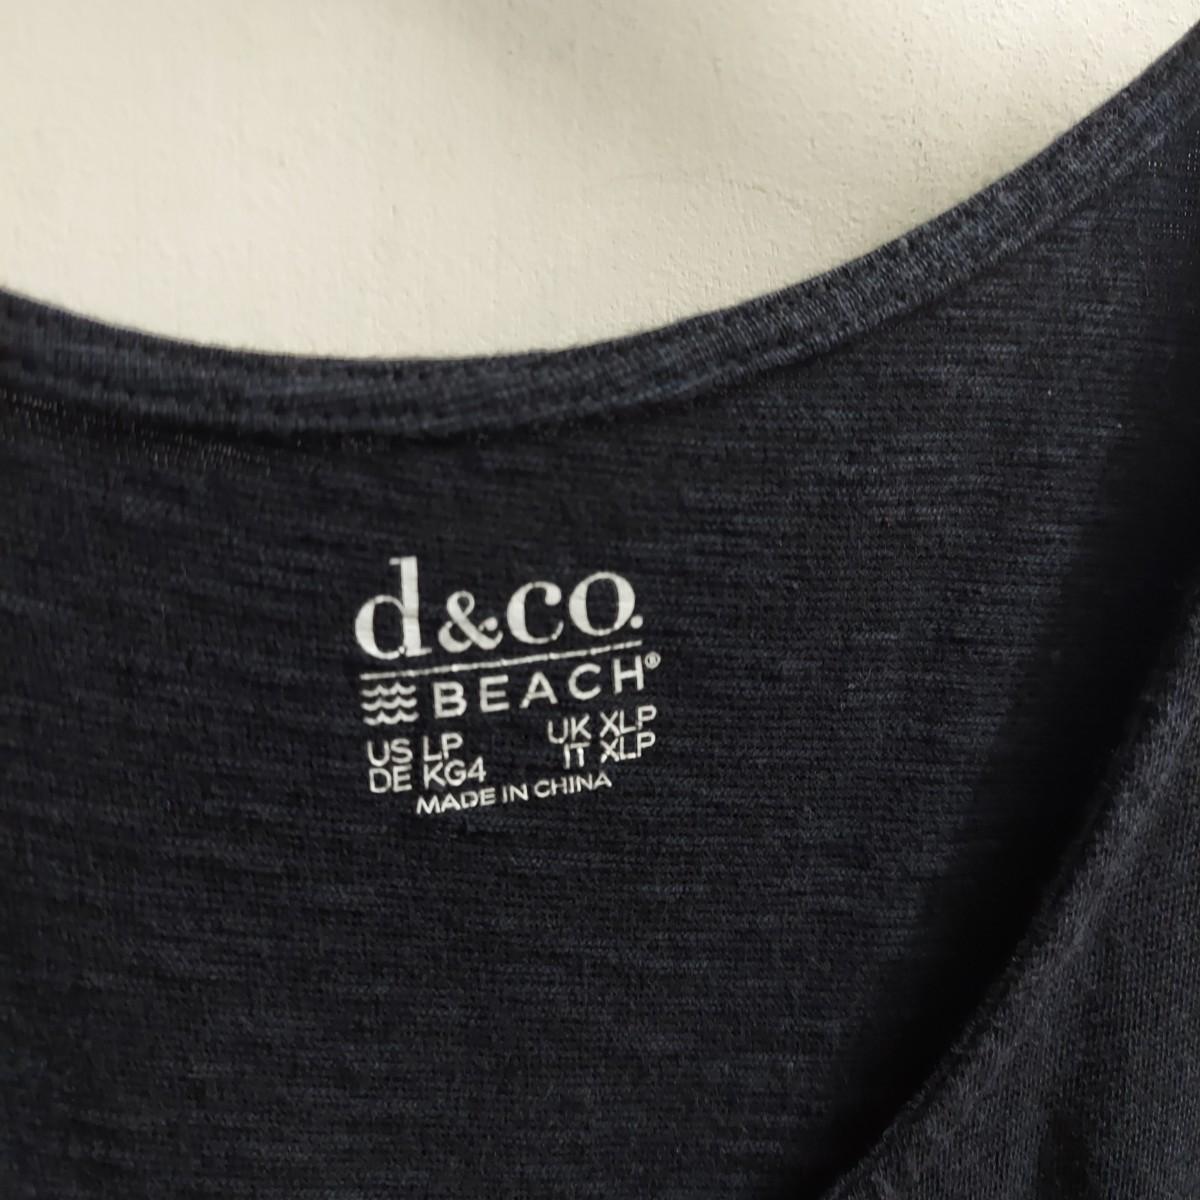 d&co.
BEACH®
US LP UK XLP
DE KG4 IT XLP
MADE IN CHINA